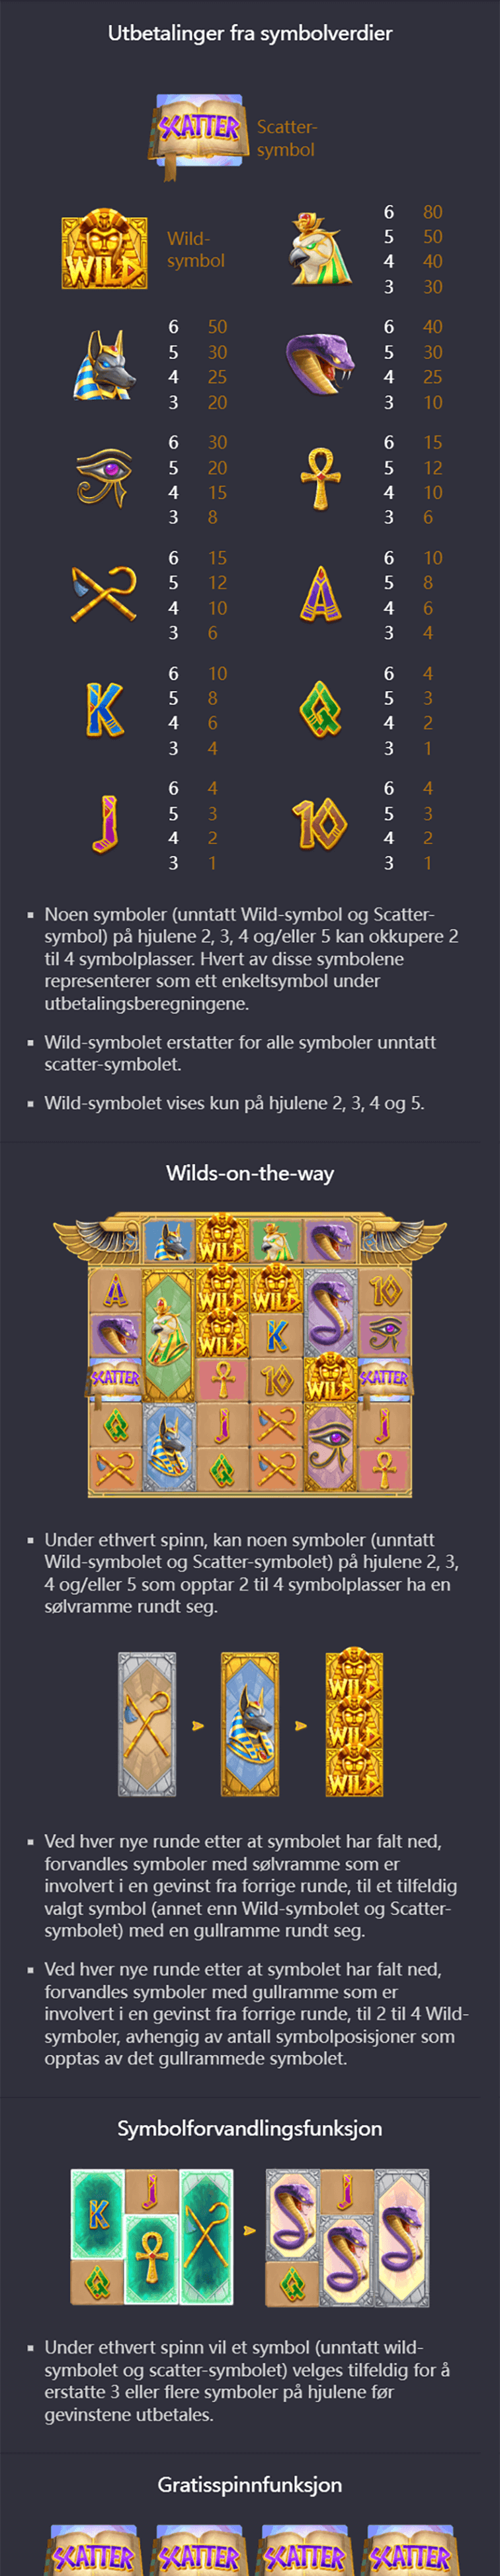 Utbetalinger fra symbolverdier
SCATTER
Scatter-
symbol
WILD
Wild-
symbol
6 80
5 50
4 40
3 30
6 50
5 30
4 25
3 20
6 40
5 30
4 25
3 10
6 30
5 20
4 15
3 8
6 15
5 12
4 10
3 6
6 15
5 12
4 10
3 6
A
6 10
5 8
4 6
3 4
K
6 10
5 8
4 6
3 4
Q
6 4
5 3
4 2
3 1
J
6 4
5 3
4 2
3 1
10
6 4
5 3
4 2
3 1
Noen symboler (unntatt Wild-symbol og Scatter-
symbol) på hjulene 2, 3, 4 og/eller 5 kan okkupere 2
til 4 symbolplasser. Hvert av disse symbolene
representerer som ett enkeltsymbol under
utbetalingsberegningene.
Wild-symbolet erstatter for alle symboler unntatt
scatter-symbolet.
Wild-symbolet vises kun på hjulene 2, 3, 4 og 5.
Wilds-on-the-way
WILD
A WILD WILD 10
WILD K
SCATTER 10 WILD SCATTER
Q J
Q
Under ethvert spinn, kan noen symboler (unntatt
Wild-symbolet og Scatter-symbolet) på hjulene 2, 3,
4 og/eller 5 som opptar 2 til 4 symbolplasser ha en
sølvramme rundt seg.
WILD
WILD
WILD
Ved hver nye runde etter at symbolet har falt ned,
forvandles symboler med sølvramme som er
involvert i en gevinst fra forrige runde, til et tilfeldig
valgt symbol (annet enn Wild-symbolet og Scatter-
symbolet) med en gullramme rundt seg.
Ved hver nye runde etter at symbolet har falt ned,
forvandles symboler med gullramme som er
involvert i en gevinst fra forrige runde, til 2 til 4 Wild-
symboler, avhengig av antall symbolposisjoner som
opptas av det gullrammede symbolet.
Symbolforvandlingsfunksjon
K J J
Q Q
Under ethvert spinn vil et symbol (unntatt wild-
symbolet og scatter-symbolet) velges tilfeldig for å
erstatte 3 eller flere symboler på hjulene før
gevinstene utbetales.
Gratisspinnfunksjon
SCATTER SCATTER SCATTER SCATTER